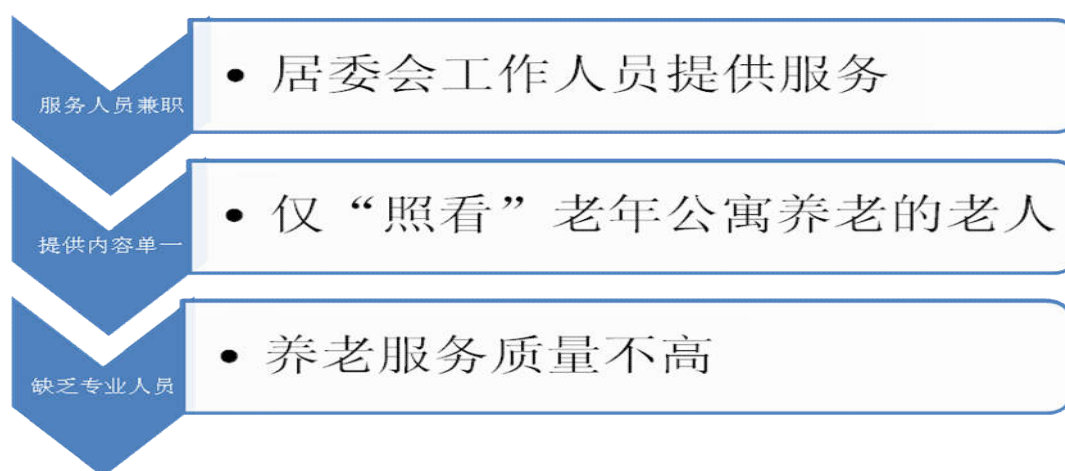 服务人员兼职
• 居委会工作人员提供服务
提供内容单一
• 仅“照看”老年公寓养老的老人
缺乏专业人员
• 养老服务质量不高